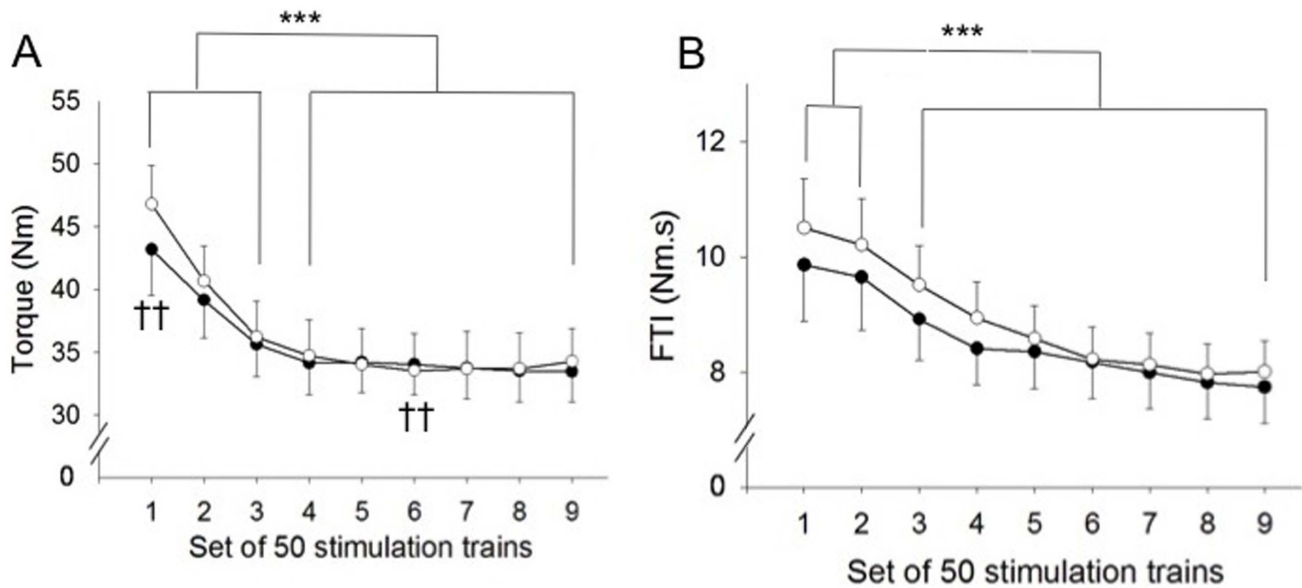 A
***
55
50
45
40
35
30
0
Torque (Nm)
††
††
1 2 3 4 5 6 7 8 9
Set of 50 stimulation trains
B
***
12
10
8
0
FTI (Nm.s)
1 2 3 4 5 6 7 8 9
Set of 50 stimulation trains